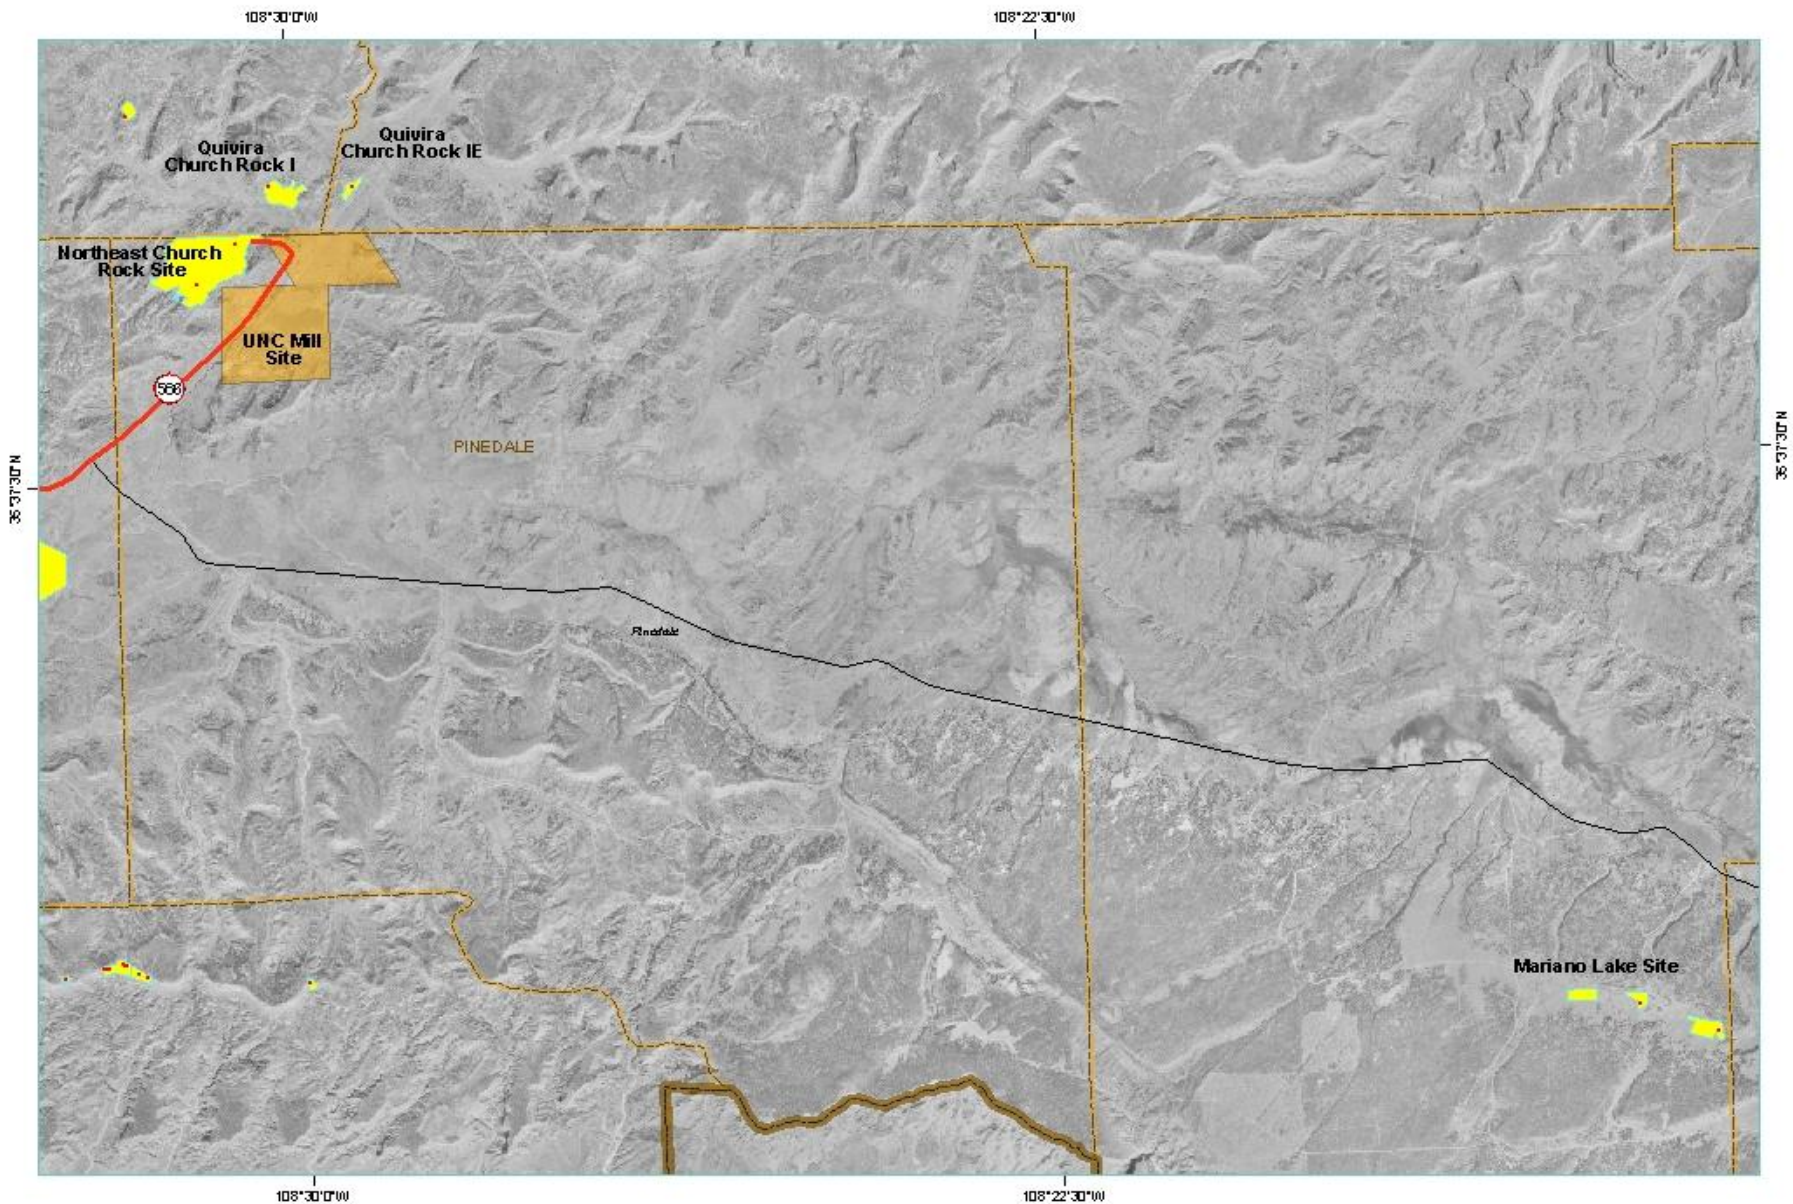 108°30'0"W
108°22'30"W
Quivira
Church Rock I
Quivira
Church Rock IE
Northeast Church
Rock Site
UNC Mill
Site
566
PINEDALE
35°37'30"N
35°37'30"N
Pinedale
Mariano Lake Site
108°30'0"W
108°22'30"W